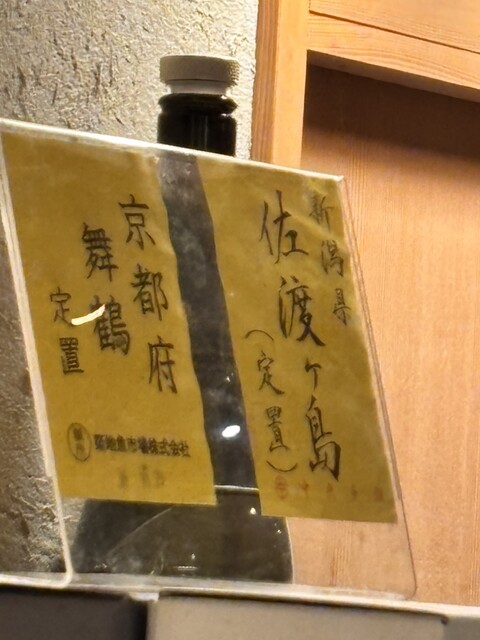 新潟県
佐渡ヶ島
(定置)
京都府
舞鶴
定置
築地魚市場株式会社